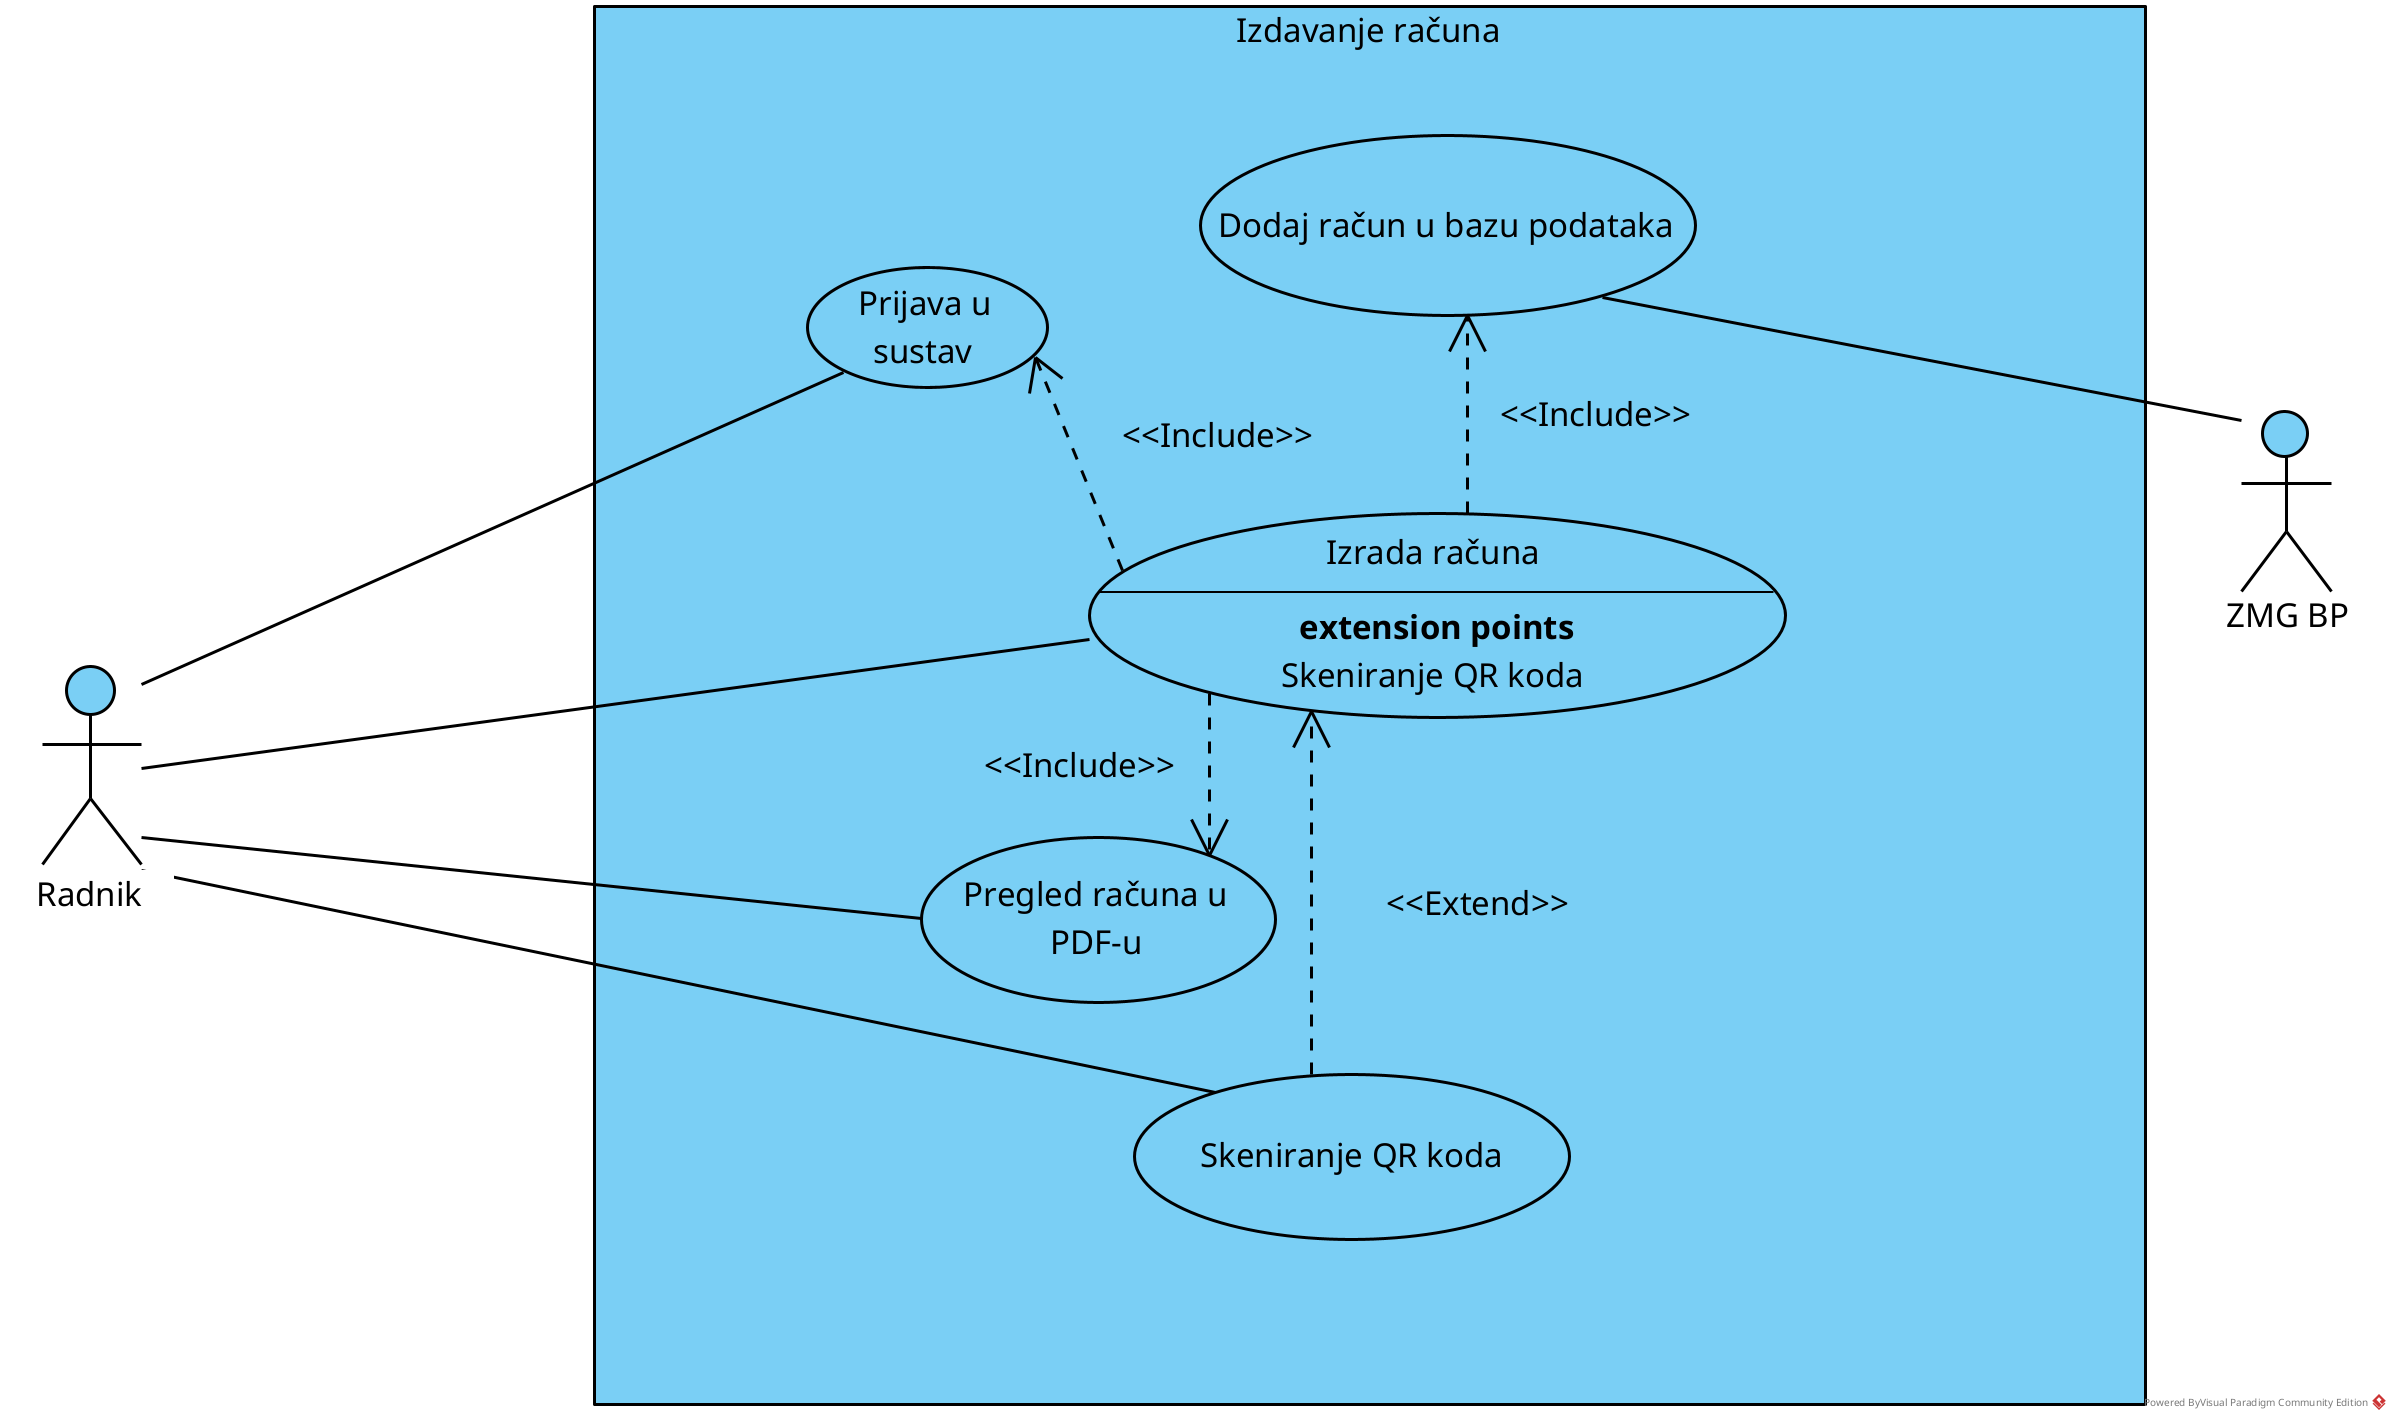 Izdavanje računa
Dodaj račun u bazu podataka
Prijava u
sustav
<<Include>>
<<Include>>
Izrada računa
extension points
Skeniranje QR koda
ZMG BP
<<Include>>
Radnik
Pregled računa u
PDF-u
<<Extend>>
Skeniranje QR koda
Powered ByVisual Paradigm Community Edition